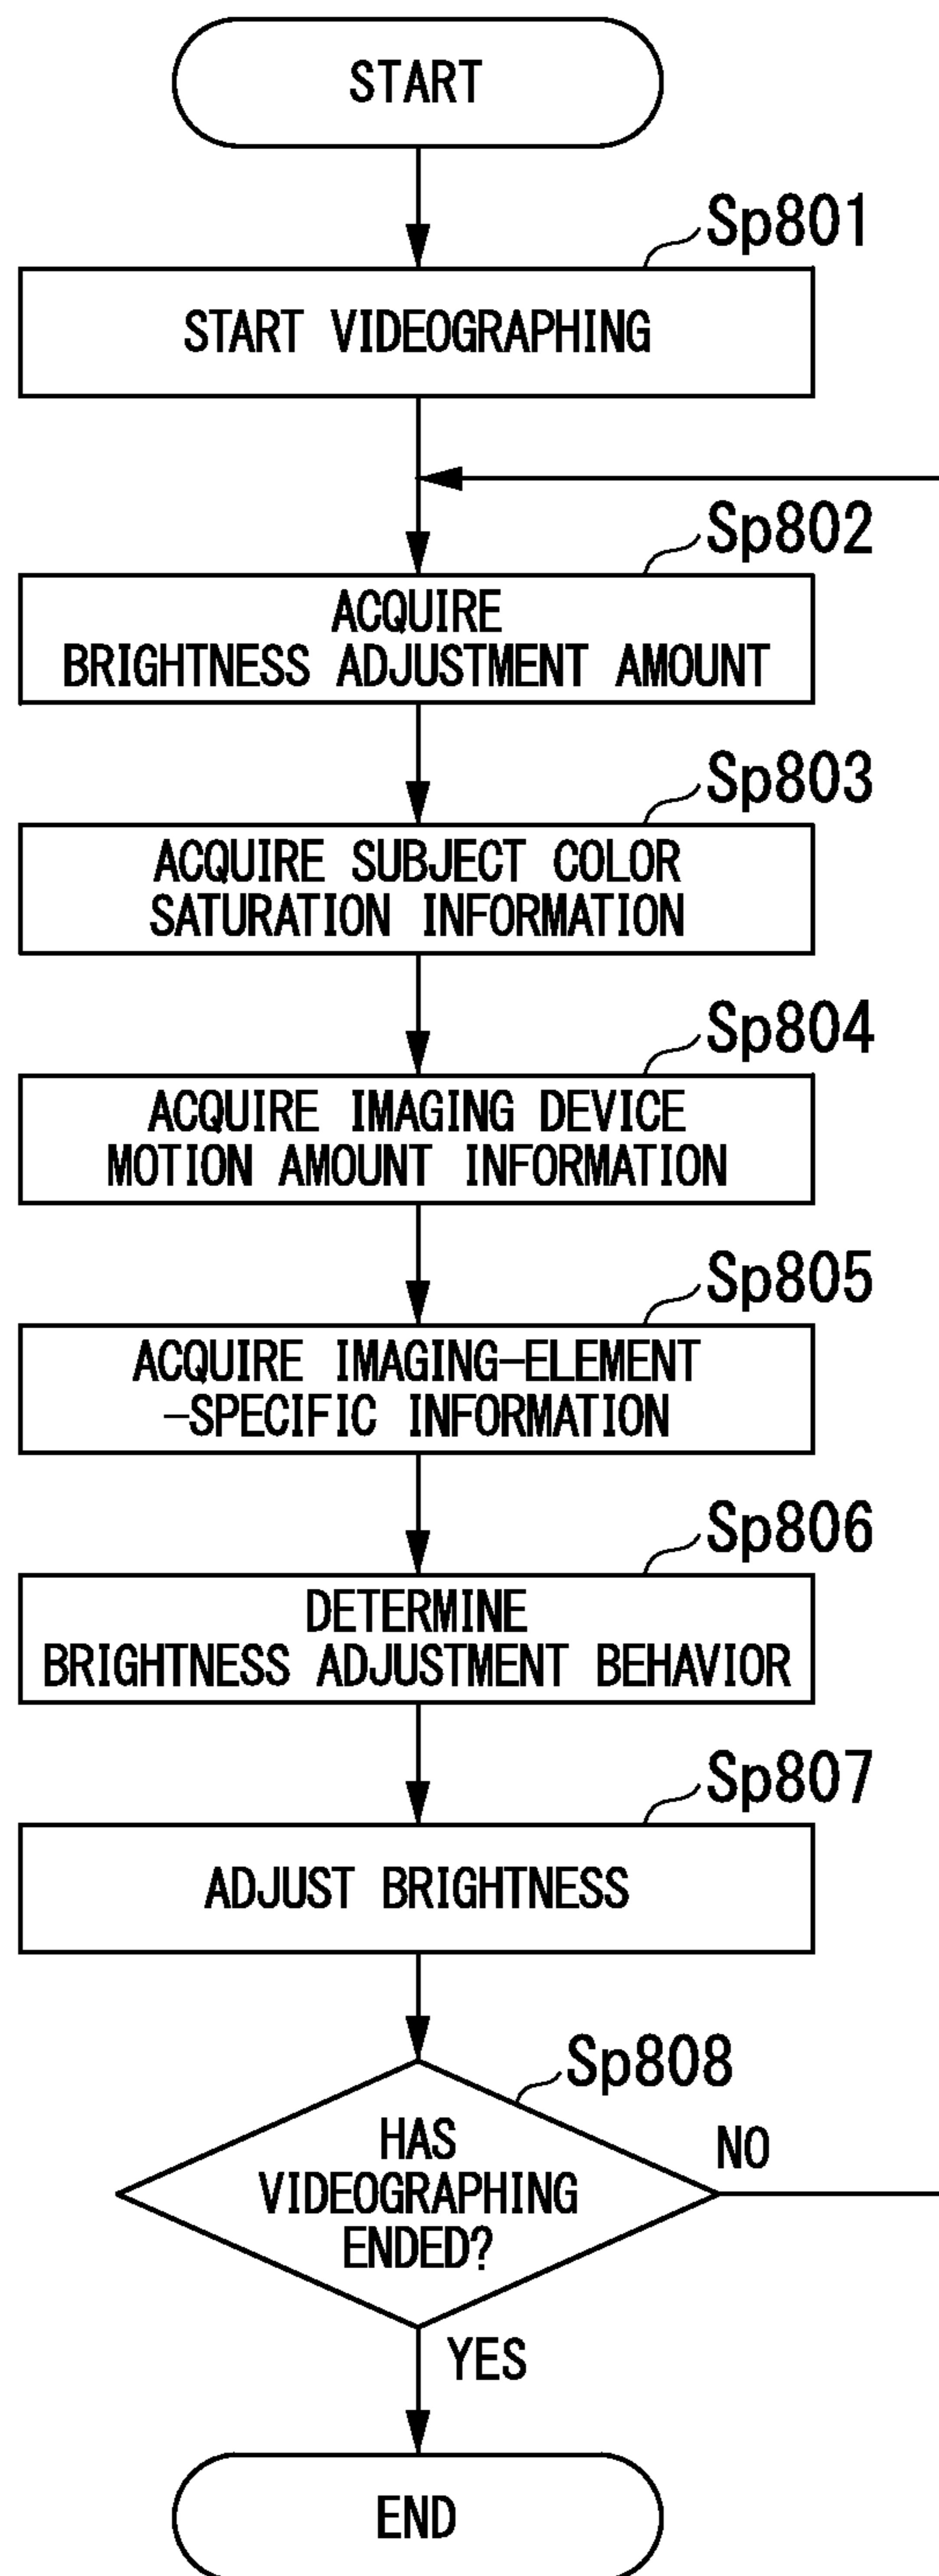 START
Sp801
START VIDEOGRAPHING
Sp802
ACQUIRE
BRIGHTNESS ADJUSTMENT AMOUNT
Sp803
ACQUIRE SUBJECT COLOR
SATURATION INFORMATION
Sp804
ACQUIRE IMAGING DEVICE
MOTION AMOUNT INFORMATION
Sp805
ACQUIRE IMAGING-ELEMENT
-SPECIFIC INFORMATION
Sp806
DETERMINE
BRIGHTNESS ADJUSTMENT BEHAVIOR
Sp807
ADJUST BRIGHTNESS
Sp808
HAS
VIDEOGRAPHING
ENDED?
NO
YES
END